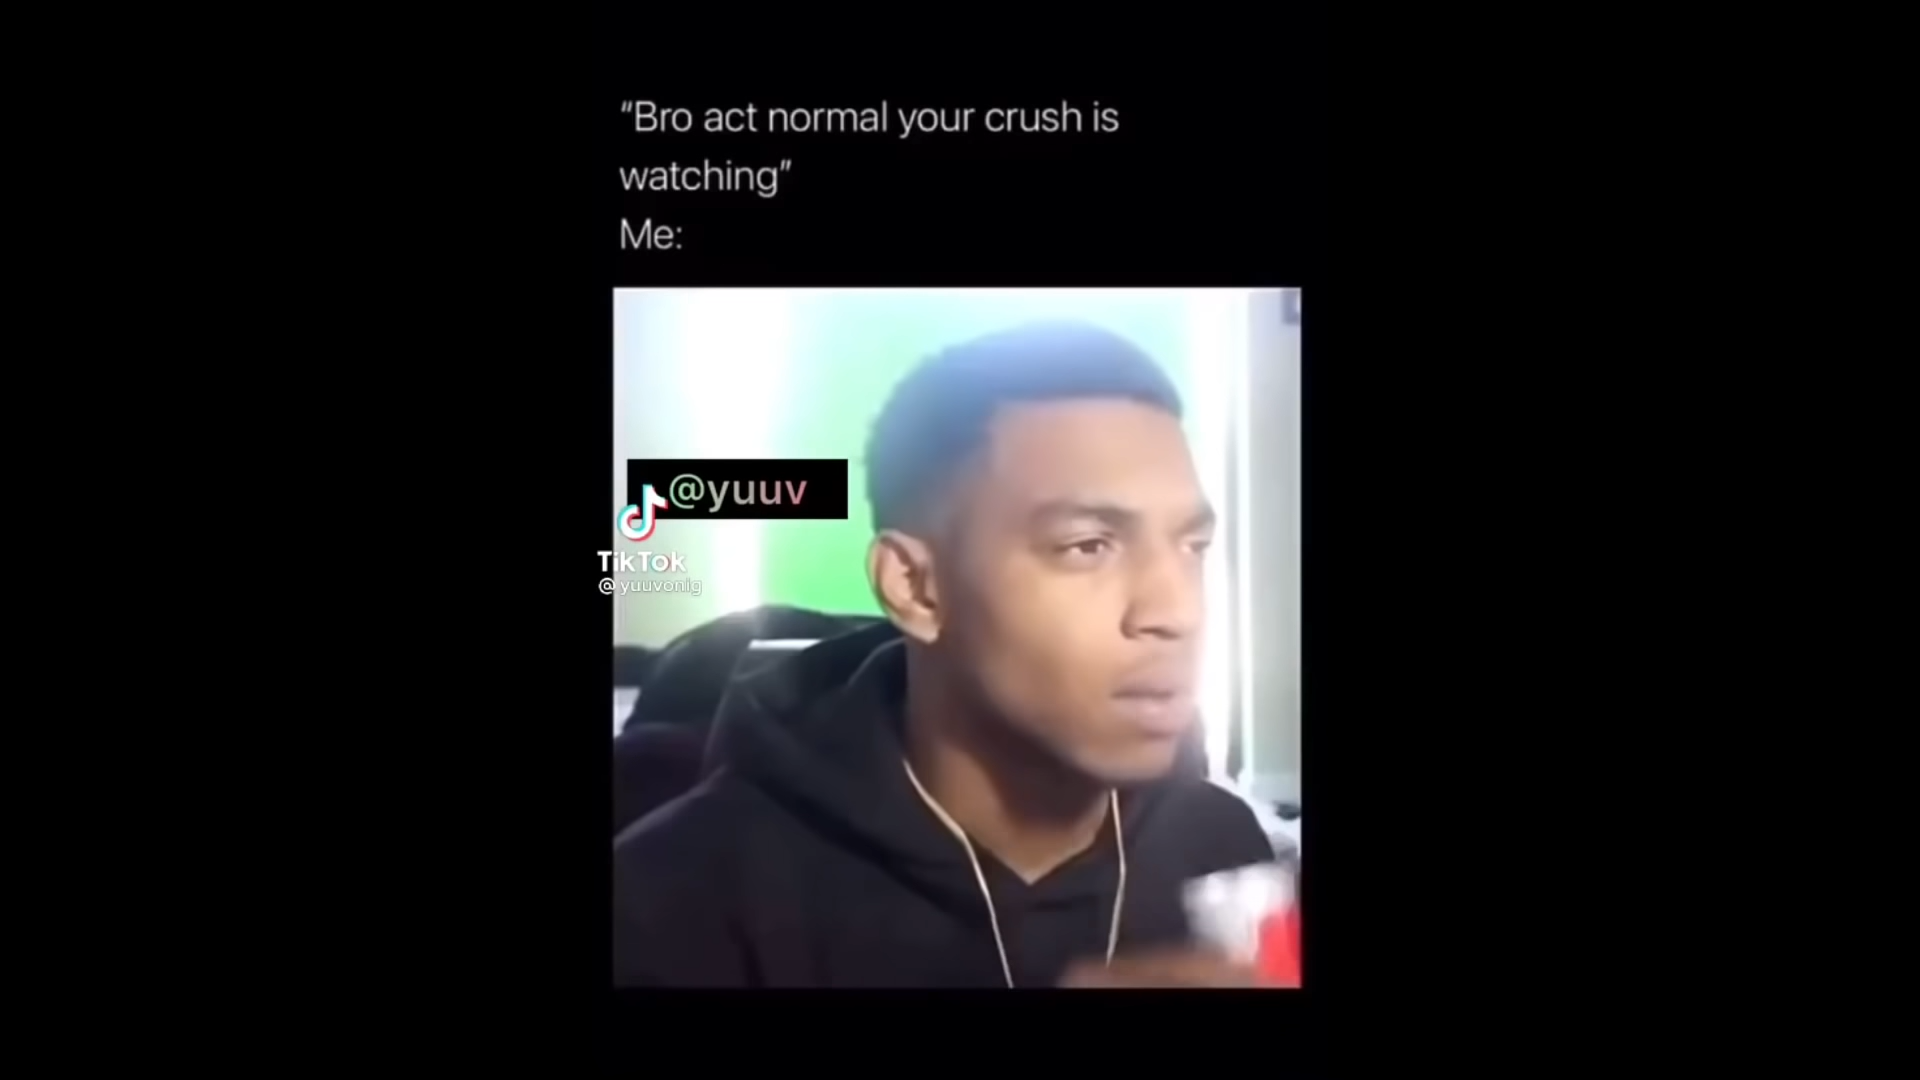 “Bro act normal your crush is
watching”
Me:
@yuuv
TikTok
@yuuvonig